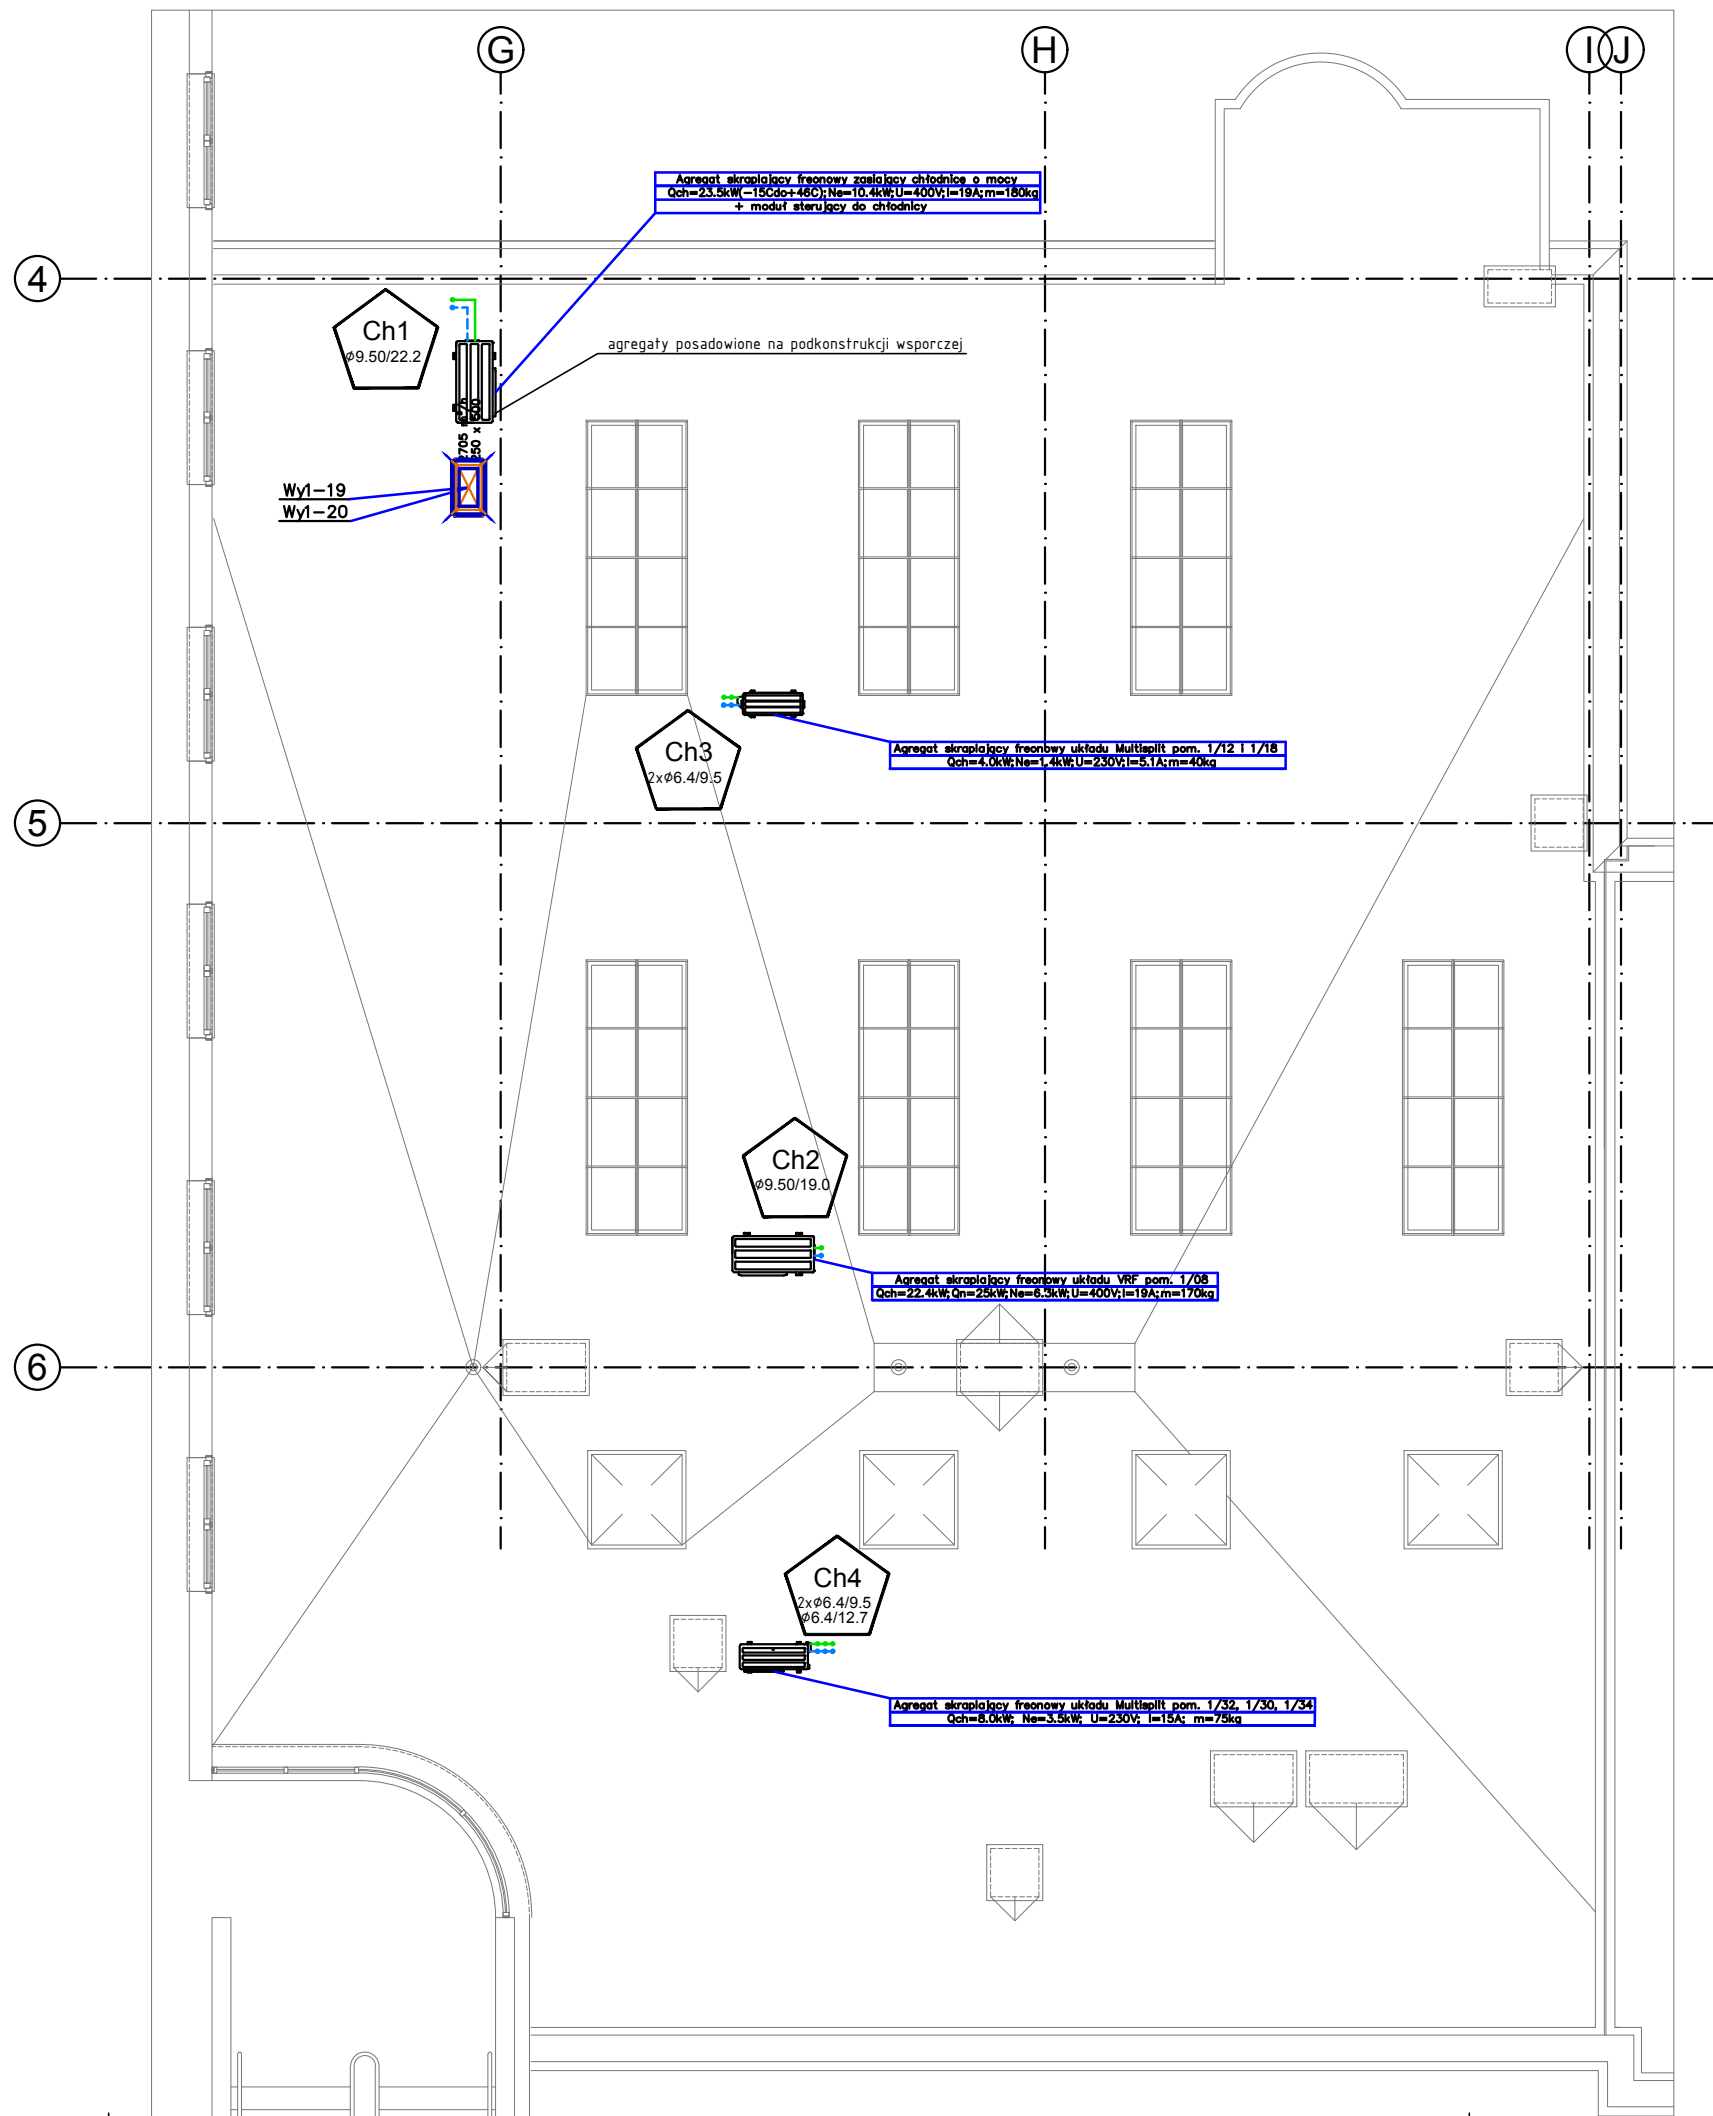 G
H
I
J
Agregat skraplający freonowy zasiający chłodnice o mocy
Qch=23.5kW(-15Cdo+46C);Ne=10.4kW;U=400V;I=19A;m=180kg
+ moduł sterujący do chłodnicy
4
Ch1
ø9.50/22.2
agregaty posadowione na podkonstrukcji wsporczej
2705 m³/h
250 x 500
Wy1-19
Wy1-20
Ch3
2xø6.4/9.5
Agregat skraplający freonowy układu Multisplit pom. 1/12 i 1/18
Qch=4.0kW;Ne=1.4kW;U=230V;I=5.1A;m=40kg
5
Ch2
ø9.50/19.0
Agregat skraplający freonowy układu VRF pom. 1/08
Qch=22.4kW;Qn=25kW;Ne=6.3kW;U=400V;I=19A;m=170kg
6
Ch4
2xø6.4/9.5
ø6.4/12.7
Agregat skraplający freonowy układu Multisplit pom. 1/32, 1/30, 1/34
Qch=8.0kW; Ne=3.5kW; U=230V; I=15A; m=75kg